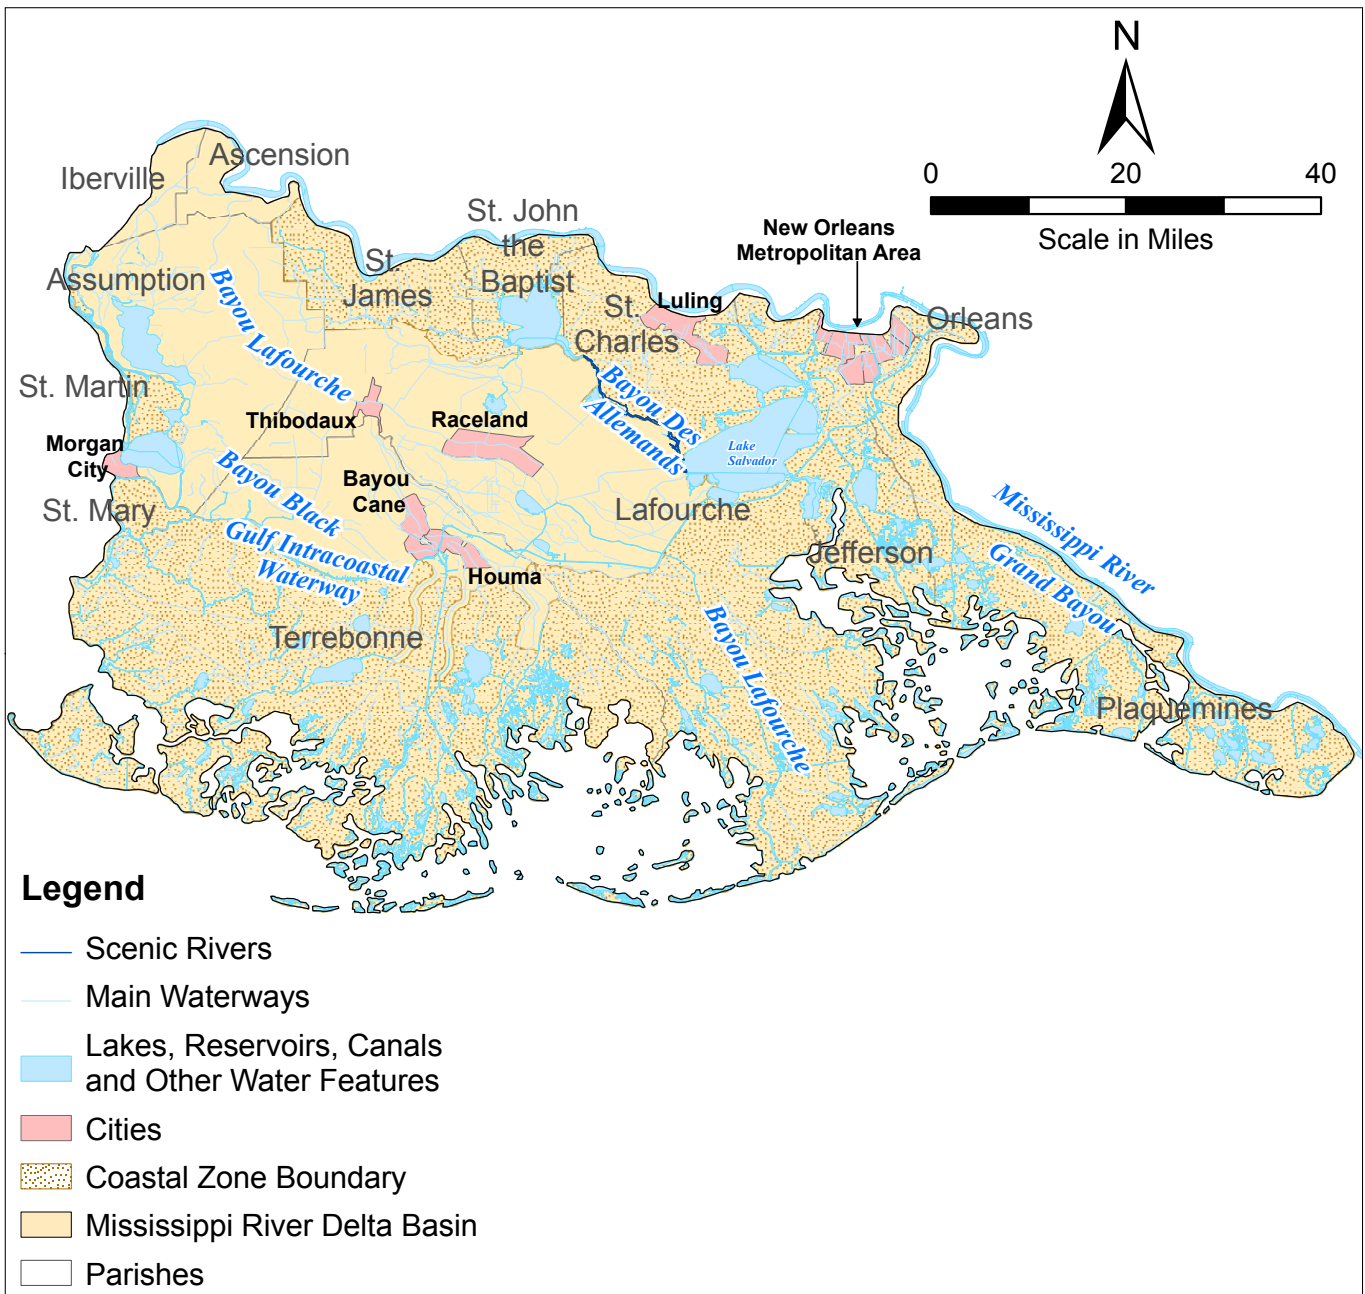 N
0 20 40
Scale in Miles
Ascension
Iberville
St. John
the
Baptist
New Orleans
Metropolitan Area
St.
James
Assumption
Bayou Lafourche
Luling
St.
Charles
Orleans
Bayou Des
Allemands
St. Martin
Thibodaux
Raceland
Morgan
City
Lake
Salvador
Bayou Black
Bayou
Cane
St. Mary
Lafourche
Gulf Intracoastal
Waterway
Houma
Jefferson
Mississippi River
Grand Bayou
Terrebonne
Bayou Lafourche
Plaquemines
Legend
Scenic Rivers
Main Waterways
Lakes, Reservoirs, Canals
and Other Water Features
Cities
Coastal Zone Boundary
Mississippi River Delta Basin
Parishes